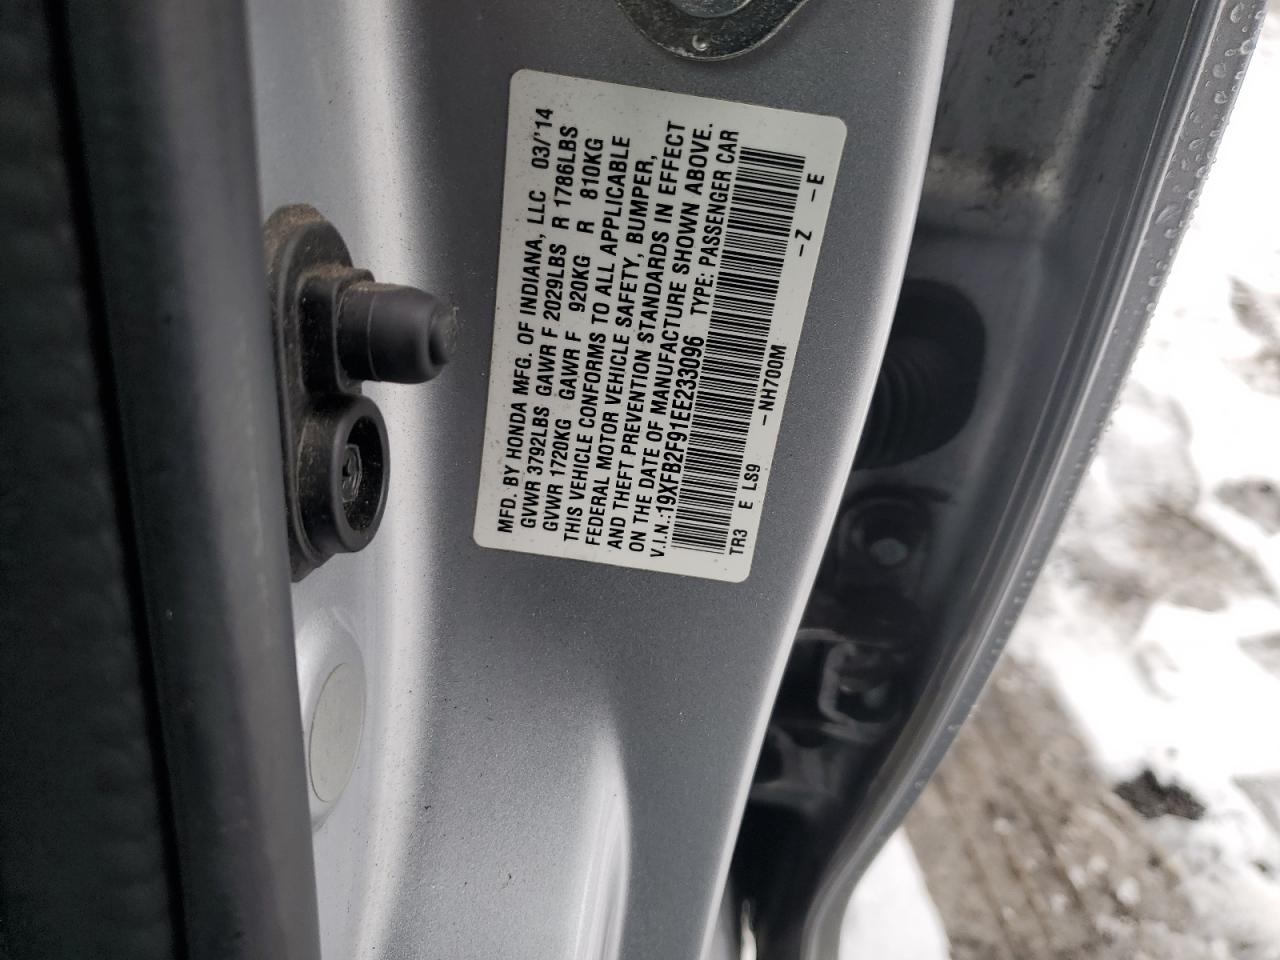 MFD. BY HONDA MFG. OF INDIANA, LLC 03/'14
GVWR 3792LBS GAWR F 2029LBS R 1786LBS
GVWR 1720KG GAWR F 920KG R 810KG
THIS VEHICLE CONFORMS TO ALL APPLICABLE
FEDERAL MOTOR VEHICLE SAFETY, BUMPER,
AND THEFT PREVENTION STANDARDS IN EFFECT
ON THE DATE OF MANUFACTURE SHOWN ABOVE.
V.I.N.:19XFB2F91EE233096 TYPE: PASSENGER CAR
TR3 E LS9 – NH700M – Z – E